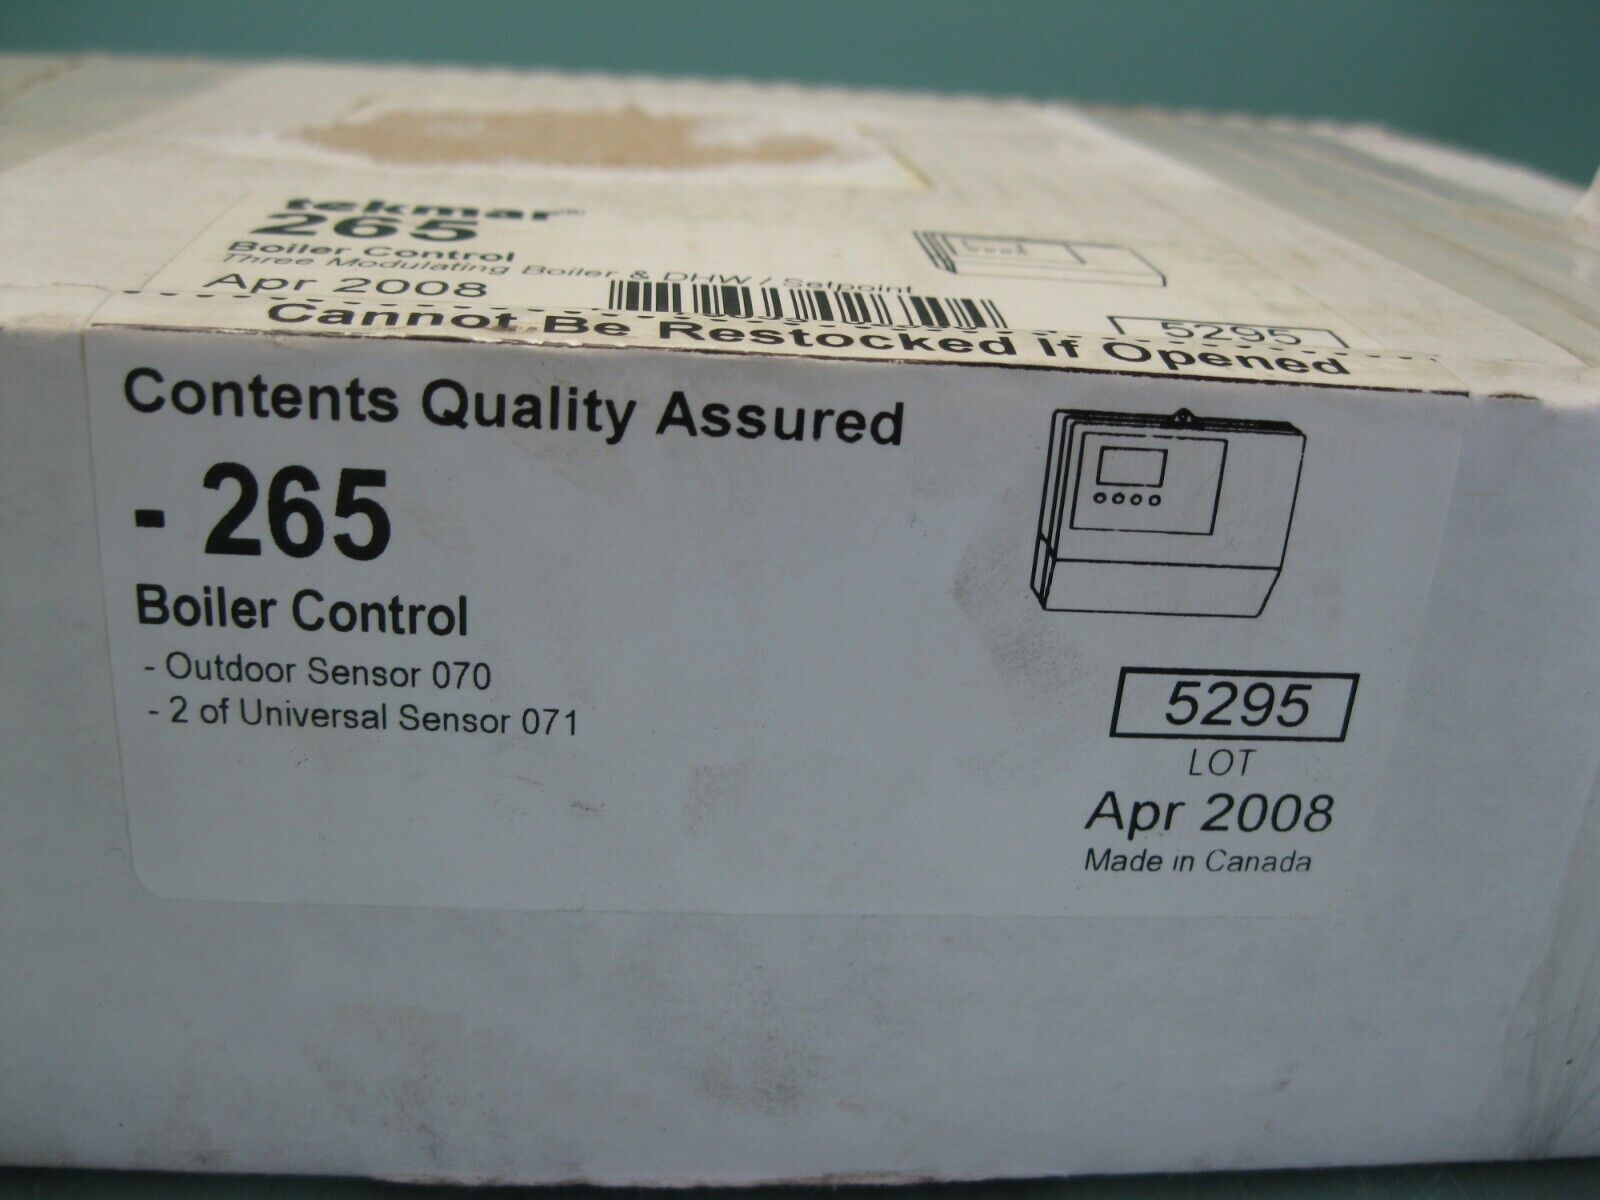 tekmar™
265
Boiler Control
Three Modulating Boiler & DHW / Setpoint
Apr 2008
5295
Cannot Be Restocked If Opened
Contents Quality Assured
- 265
Boiler Control
- Outdoor Sensor 070
- 2 of Universal Sensor 071
5295
LOT
Apr 2008
Made in Canada